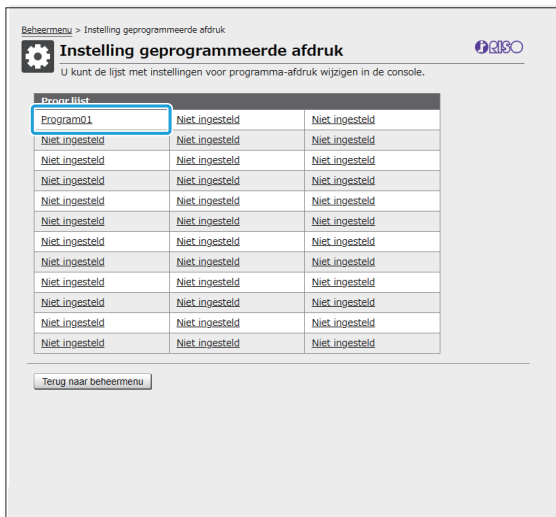 Beheermenu > Instelling geprogrammeerde afdruk
Instelling geprogrammeerde afdruk
RISO
U kunt de lijst met instellingen voor programma-afdruk wijzigen in de console.
Progr.lijst
Program01 Niet ingesteld Niet ingesteld
Niet ingesteld Niet ingesteld Niet ingesteld
Niet ingesteld Niet ingesteld Niet ingesteld
Niet ingesteld Niet ingesteld Niet ingesteld
Niet ingesteld Niet ingesteld Niet ingesteld
Niet ingesteld Niet ingesteld Niet ingesteld
Niet ingesteld Niet ingesteld Niet ingesteld
Niet ingesteld Niet ingesteld Niet ingesteld
Niet ingesteld Niet ingesteld Niet ingesteld
Niet ingesteld Niet ingesteld Niet ingesteld
Niet ingesteld Niet ingesteld Niet ingesteld
Niet ingesteld Niet ingesteld Niet ingesteld
Terug naar beheermenu